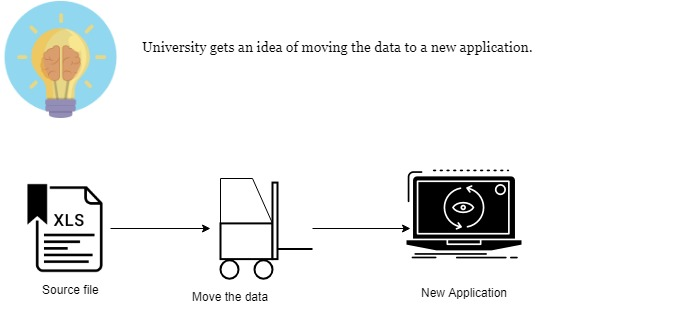 University gets an idea of moving the data to a new application.
XLS
Source file
Move the data
New Application